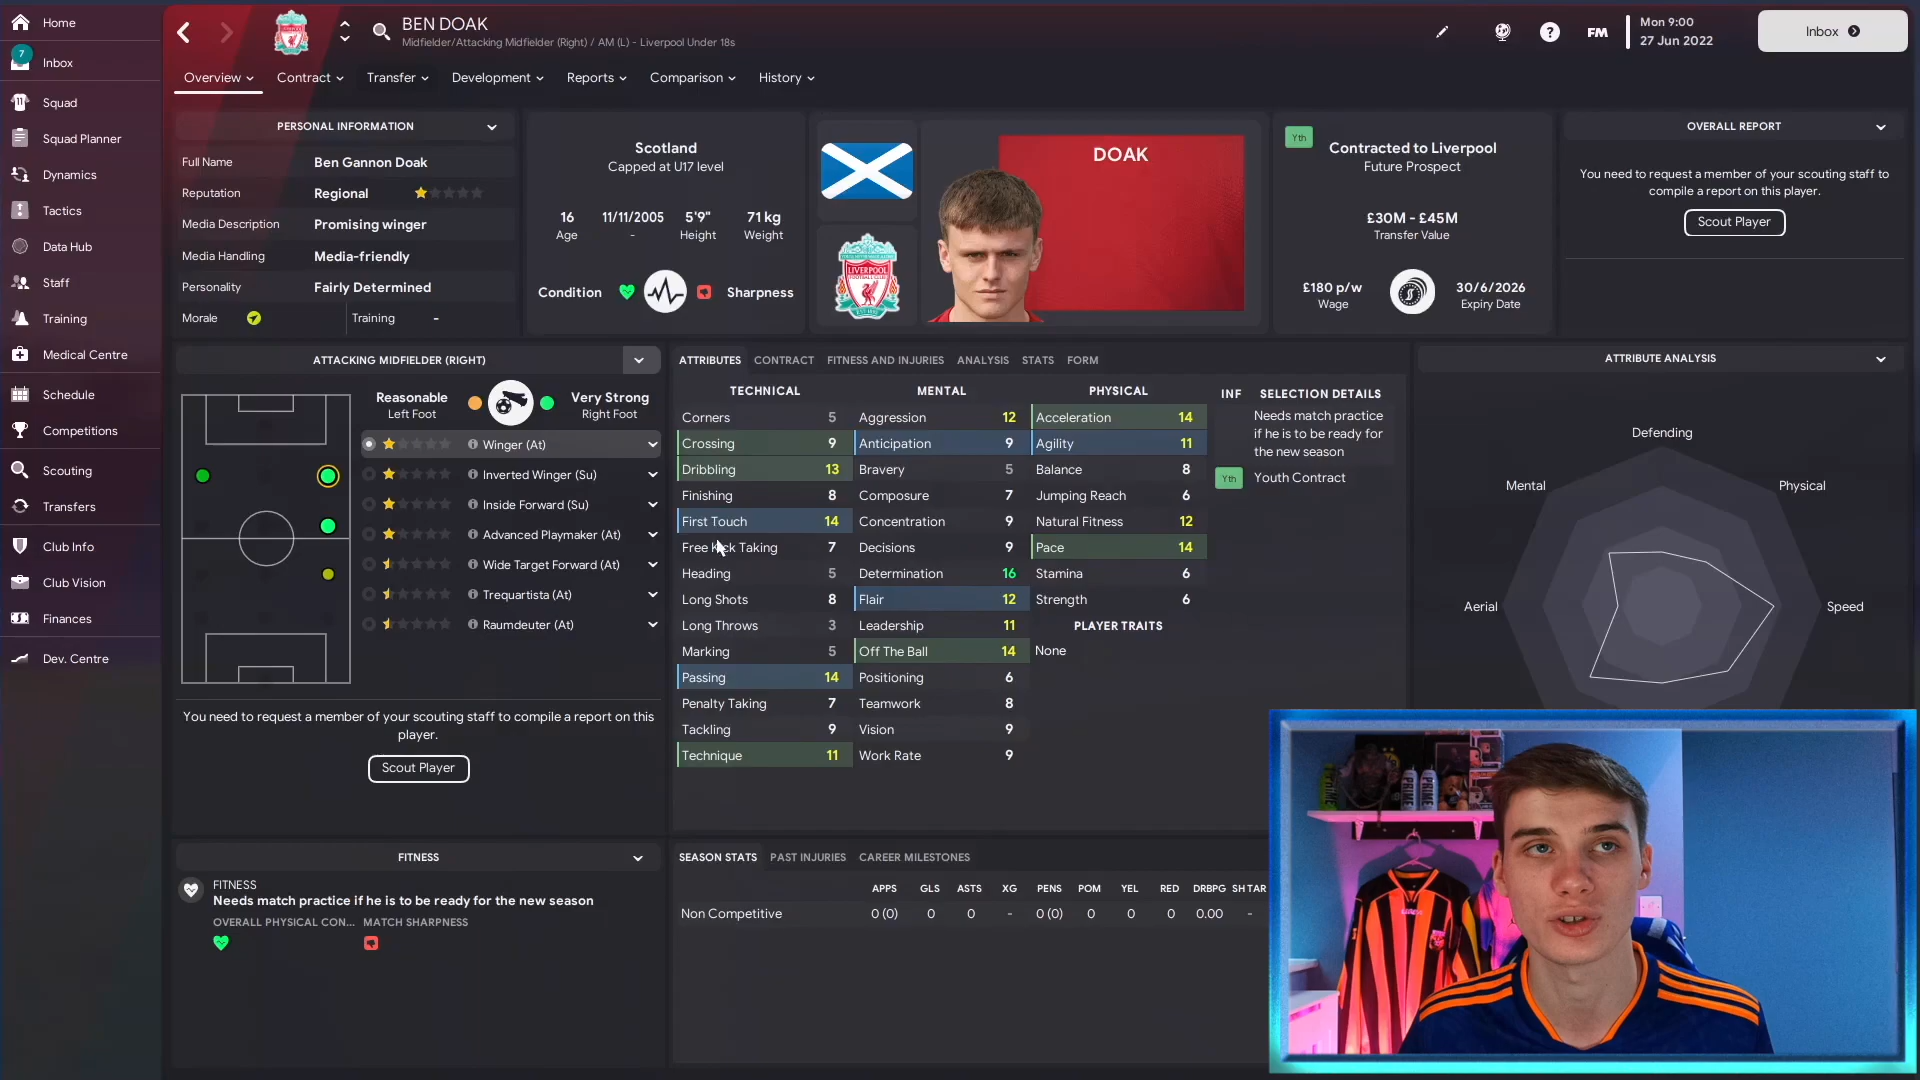 Home
7
Inbox
Squad
Squad Planner
Dynamics
Tactics
Data Hub
Staff
Training
Medical Centre
Schedule
Competitions
Scouting
Transfers
Club Info
Club Vision
Finances
Dev. Centre
BEN DOAK
Midfielder/Attacking Midfielder (Right) / AM (L) - Liverpool Under 18s
FM
Mon 9:00
27 Jun 2022
Inbox
Overview Contract Transfer Development Reports Comparison History
PERSONAL INFORMATION
Full Name Ben Gannon Doak
Reputation Regional
Media Description Promising winger
Media Handling Media-friendly
Personality Fairly Determined
Morale Training -
Scotland
Capped at U17 level
16 11/11/2005 5'9" 71 kg
Age - Height Weight
Condition Sharpness
LIVERPOOL
DOAK
Yth
Contracted to Liverpool
Future Prospect
£30M - £45M
Transfer Value
£180 p/w 30/6/2026
Wage Expiry Date
OVERALL REPORT
You need to request a member of your scouting staff to
compile a report on this player.
Scout Player
ATTACKING MIDFIELDER (RIGHT)
Reasonable Very Strong
Left Foot Right Foot
Winger (At)
Inverted Winger (Su)
Inside Forward (Su)
Advanced Playmaker (At)
Wide Target Forward (At)
Trequartista (At)
Raumdeuter (At)
You need to request a member of your scouting staff to compile a report on this
player.
Scout Player
ATTRIBUTES CONTRACT FITNESS AND INJURIES ANALYSIS STATS FORM
TECHNICAL MENTAL PHYSICAL
Corners 5 Aggression 12 Acceleration 14
Crossing 9 Anticipation 9 Agility 11
Dribbling 13 Bravery 5 Balance 8
Finishing 8 Composure 7 Jumping Reach 6
First Touch 14 Concentration 9 Natural Fitness 12
Free Kick Taking 7 Decisions 9 Pace 14
Heading 5 Determination 16 Stamina 6
Long Shots 8 Flair 12 Strength 6
Long Throws 3 Leadership 11 PLAYER TRAITS
Marking 5 Off The Ball 14 None
Passing 14 Positioning 6
Penalty Taking 7 Teamwork 8
Tackling 9 Vision 9
Technique 11 Work Rate 9
INF SELECTION DETAILS
Needs match practice
if he is to be ready for
the new season
Yth Youth Contract
ATTRIBUTE ANALYSIS
Defending
Mental Physical
Aerial Speed
FITNESS
FITNESS
Needs match practice if he is to be ready for the new season
OVERALL PHYSICAL CON... MATCH SHARPNESS
SEASON STATS PAST INJURIES CAREER MILESTONES
APPS GLS ASTS XG PENS POM YEL RED DRBPG SH TAR
Non Competitive 0 (0) 0 0 - 0 (0) 0 0 0 0.00 -
PRIME PRIME